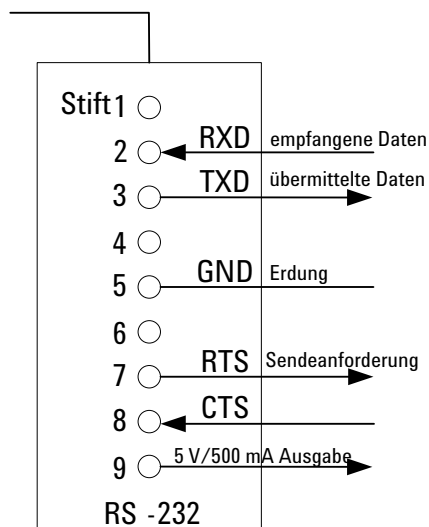 Stift 1
2 RXD empfangene Daten
3 TXD übermittelte Daten
4
5 GND Erdung
6
7 RTS Sendeanforderung
8 CTS
9 5 V/500 mA Ausgabe
RS -232